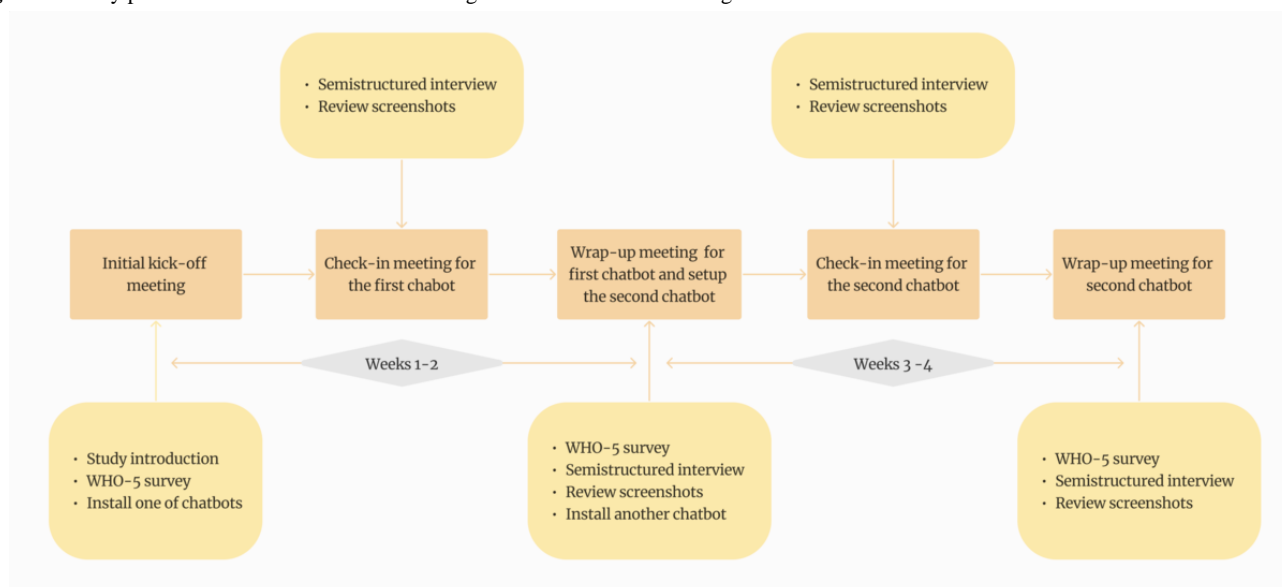 • Semistructured interview
• Review screenshots
• Semistructured interview
• Review screenshots
Initial kick-off
meeting
Check-in meeting for
the first chabot
Wrap-up meeting for
first chatbot and setup
the second chatbot
Check-in meeting for
the second chatbot
Wrap-up meeting for
second chatbot
Weeks 1-2
Weeks 3 -4
• Study introduction
• WHO-5 survey
• Install one of chatbots
• WHO-5 survey
• Semistructured interview
• Review screenshots
• Install another chatbot
• WHO-5 survey
• Semistructured interview
• Review screenshots